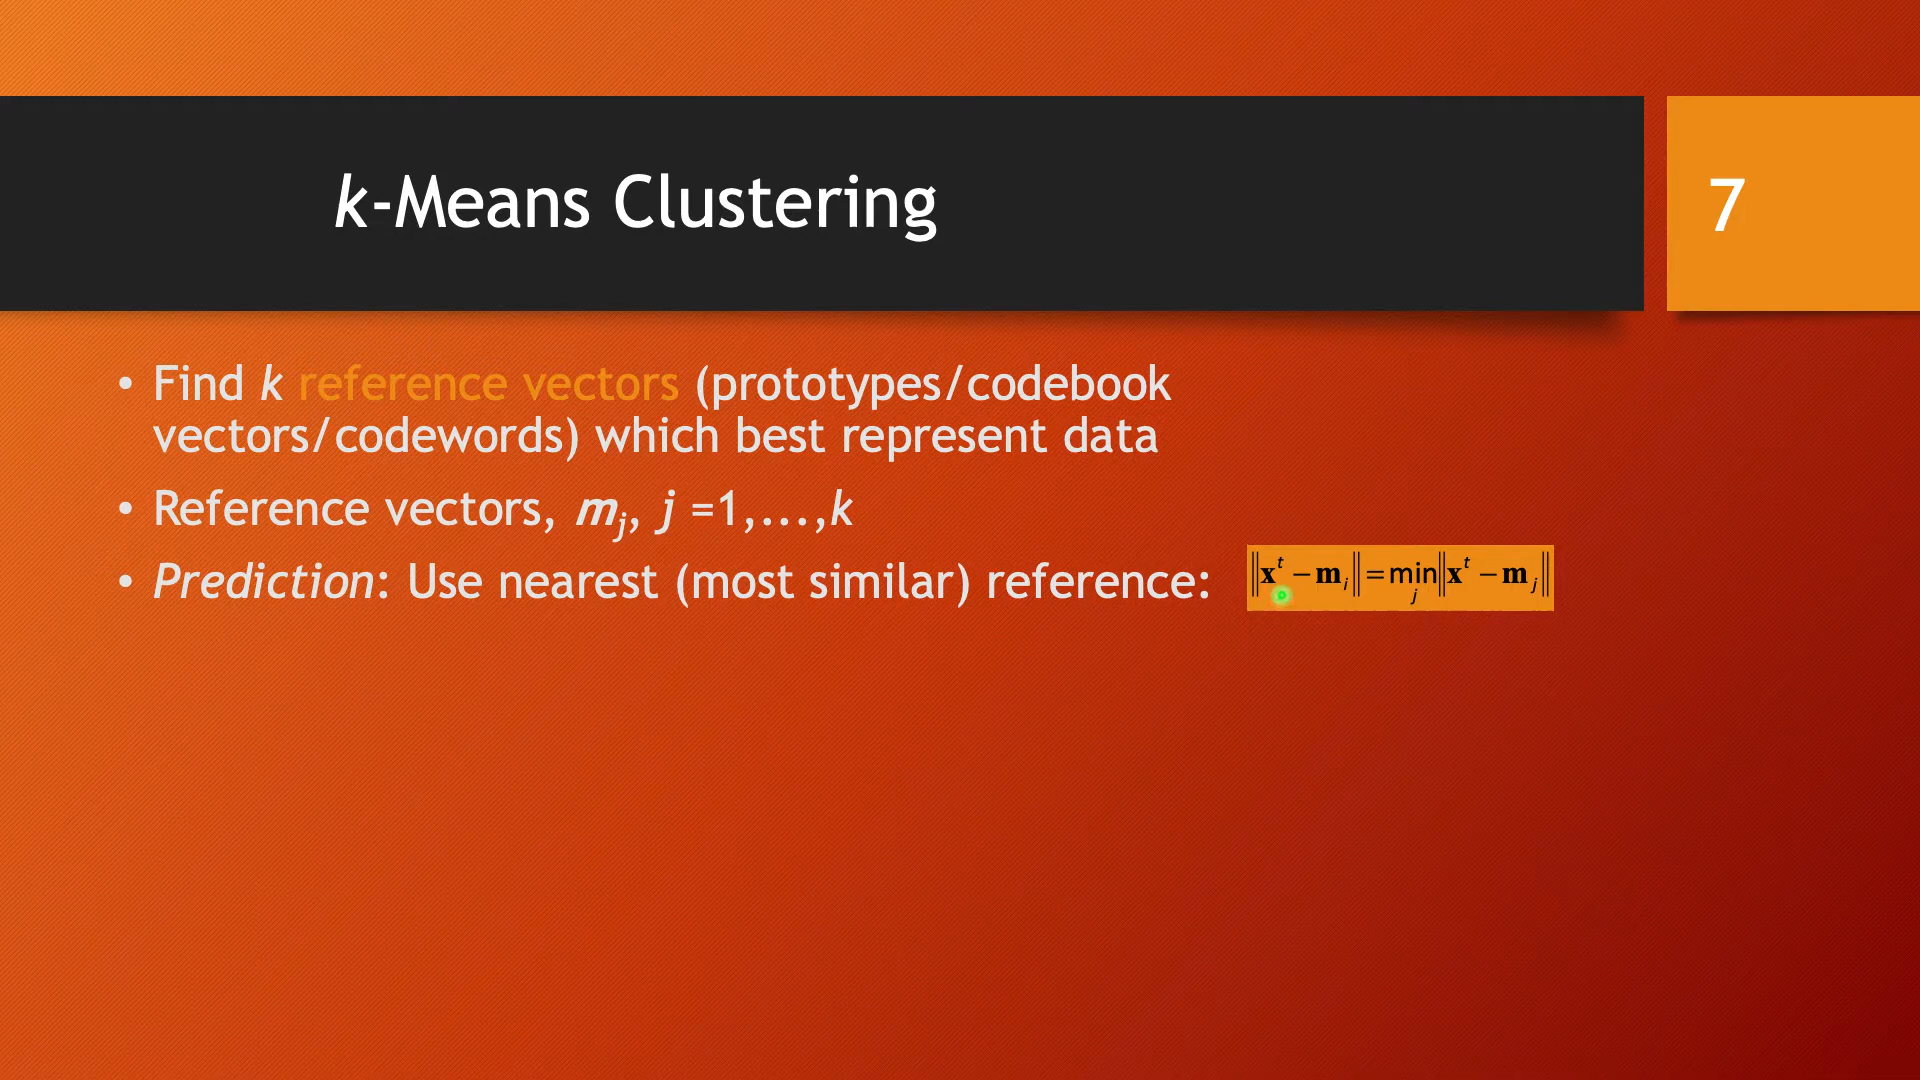 k-Means Clustering
7
• Find k reference vectors (prototypes/codebook
vectors/codewords) which best represent data
• Reference vectors, mⱼ, j =1,...,k
• Prediction: Use nearest (most similar) reference: ‖xᵗ − mᵢ‖ = min_j ‖xᵗ − mⱼ‖